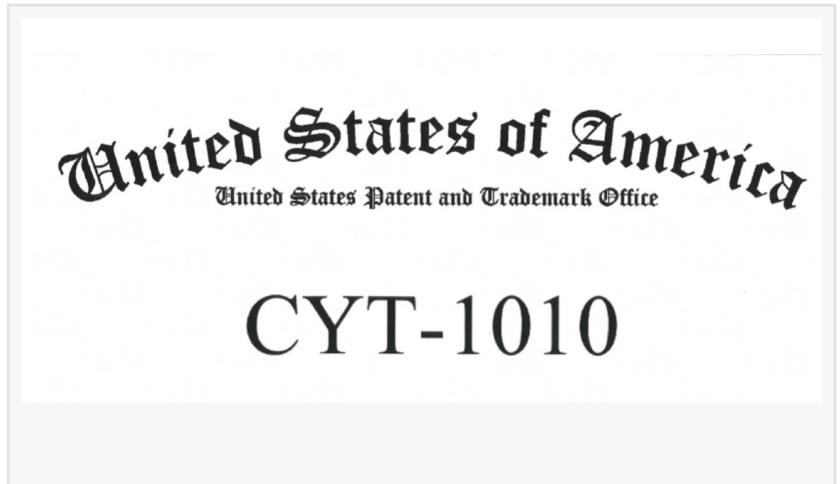 United States of America
United States Patent and Trademark Office
CYT-1010